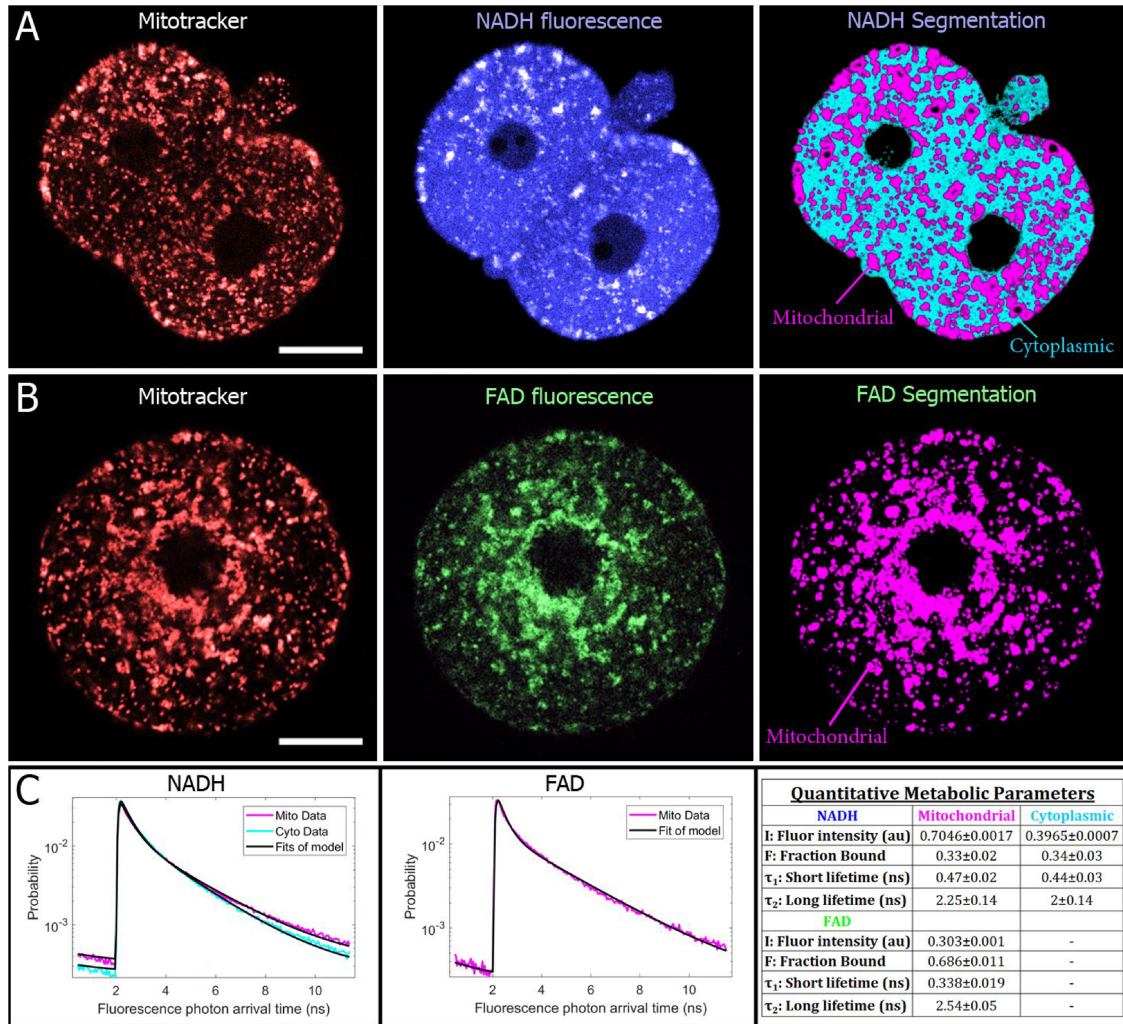 A
Mitotracker
NADH fluorescence
NADH Segmentation
Mitochondrial
Cytoplasmic
B
Mitotracker
FAD fluorescence
FAD Segmentation
Mitochondrial
C
NADH
Mito Data
Cyto Data
Fits of model
Probability
10⁻²
10⁻³
2 4 6 8 10
Fluorescence photon arrival time (ns)
FAD
Mito Data
Fit of model
Probability
10⁻²
10⁻³
0 2 4 6 8 10
Fluorescence photon arrival time (ns)
Quantitative Metabolic Parameters
NADH Mitochondrial Cytoplasmic
I: Fluor intensity (au) 0.7046±0.0017 0.3965±0.0007
F: Fraction Bound 0.33±0.02 0.34±0.03
τ₁: Short lifetime (ns) 0.47±0.02 0.44±0.03
τ₂: Long lifetime (ns) 2.25±0.14 2±0.14
FAD
I: Fluor intensity (au) 0.303±0.001 -
F: Fraction Bound 0.686±0.011 -
τ₁: Short lifetime (ns) 0.338±0.019 -
τ₂: Long lifetime (ns) 2.54±0.05 -